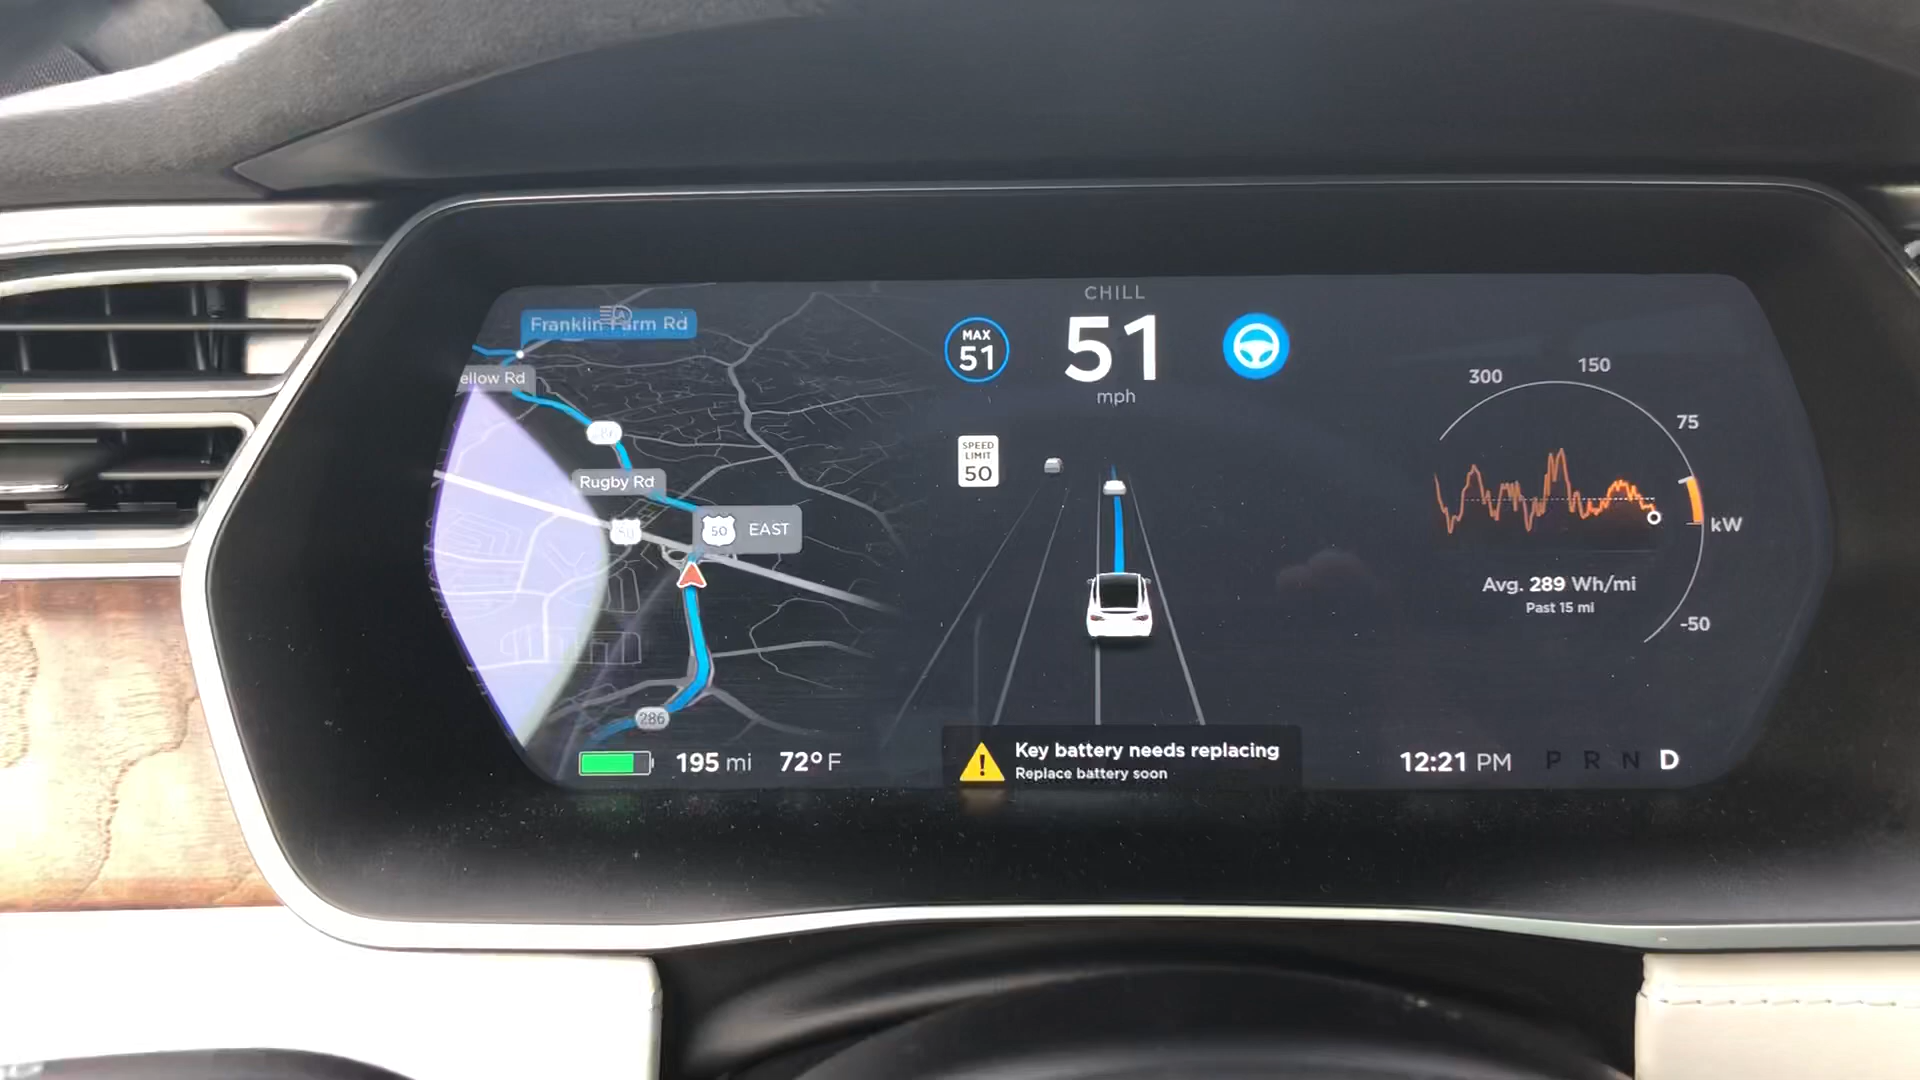 Franklin Farm Rd
ellow Rd
Rugby Rd
50
50 EAST
286
195 mi
72° F
CHILL
MAX
51
51
mph
SPEED
LIMIT
50
Key battery needs replacing
Replace battery soon
300
150
75
kW
-50
Avg. 289 Wh/mi
Past 15 mi
12:21 PM
P R N D